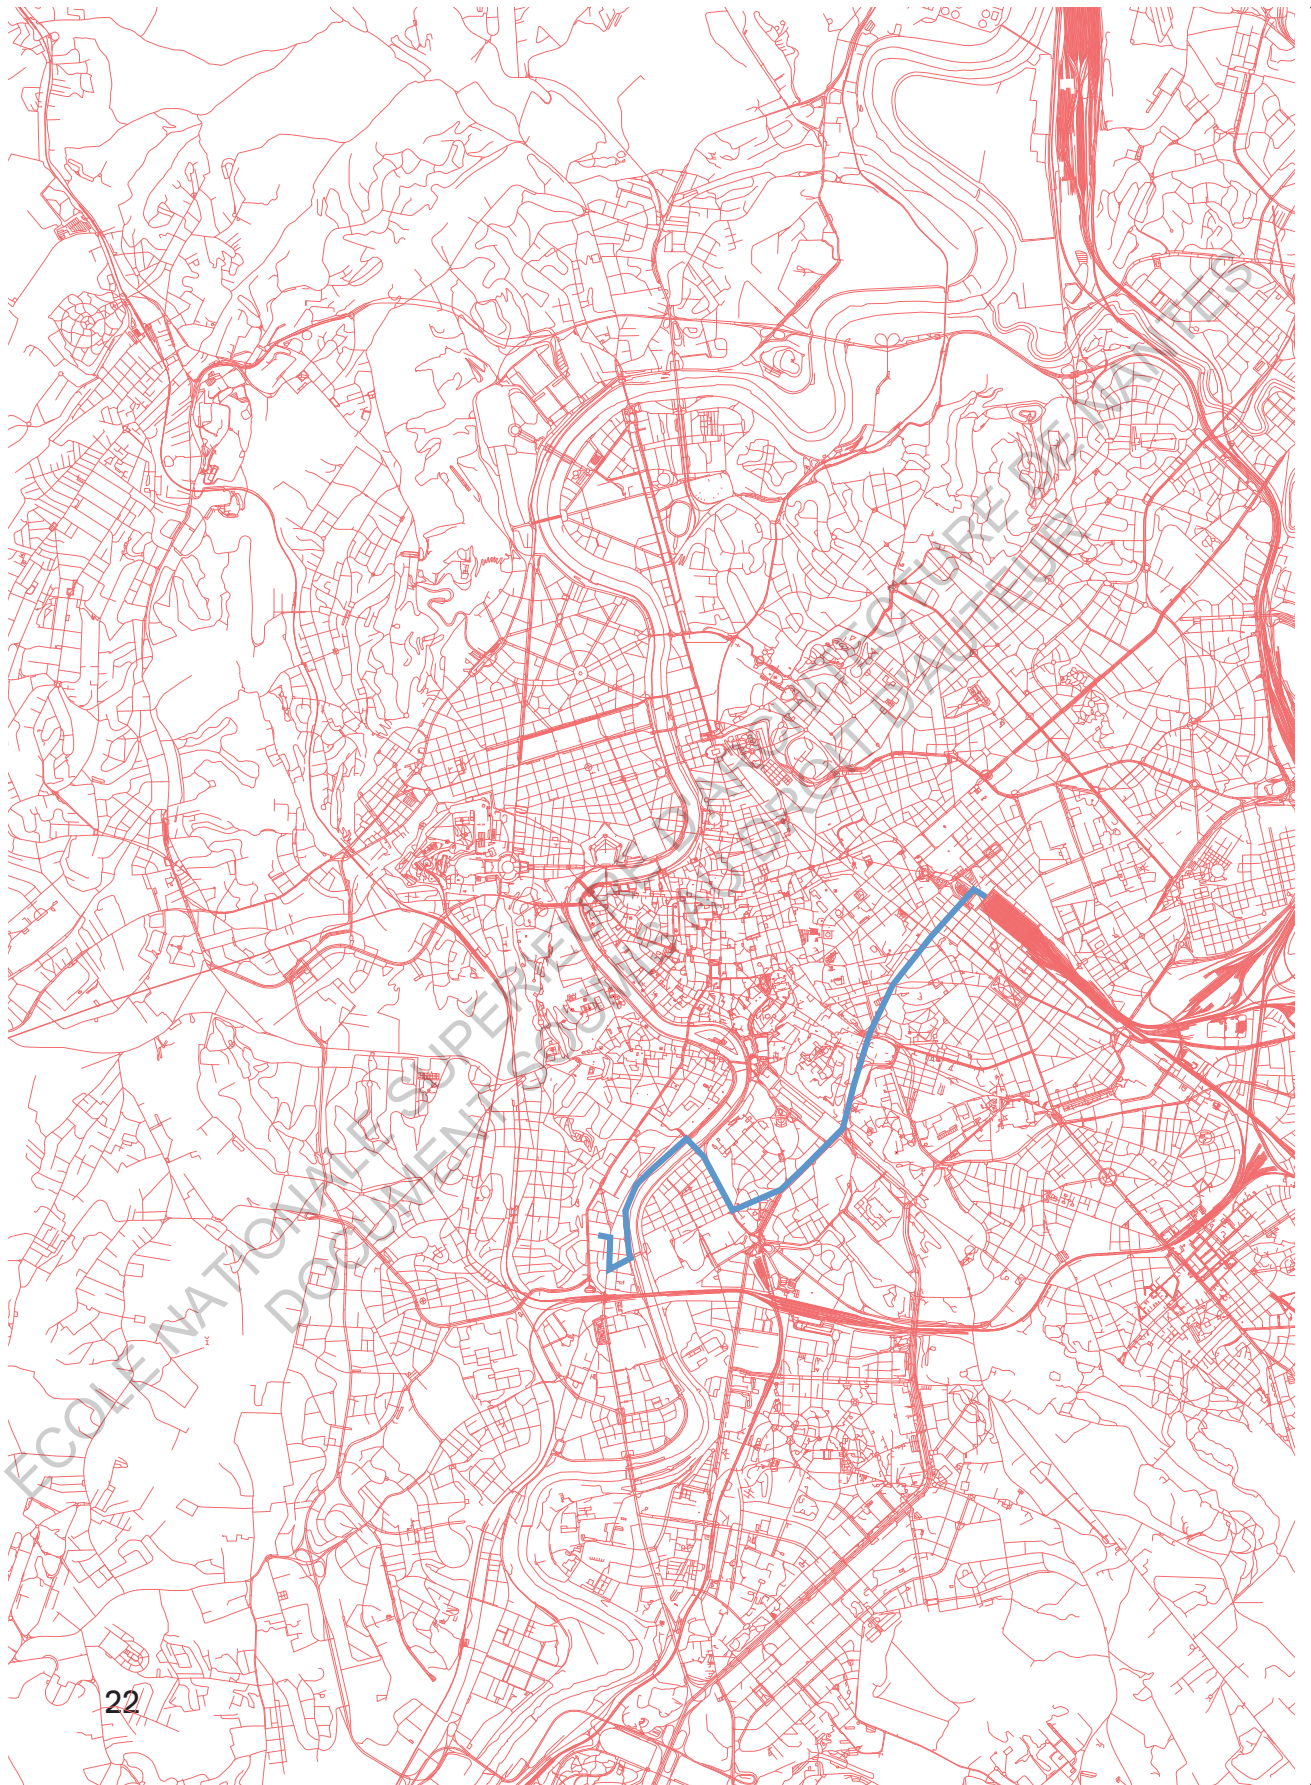 ECOLE NATIONALE SUPERIEURE D'ARCHITECTURE DE NANTES
DOCUMENT SOUMIS AU DROIT D'AUTEUR
22